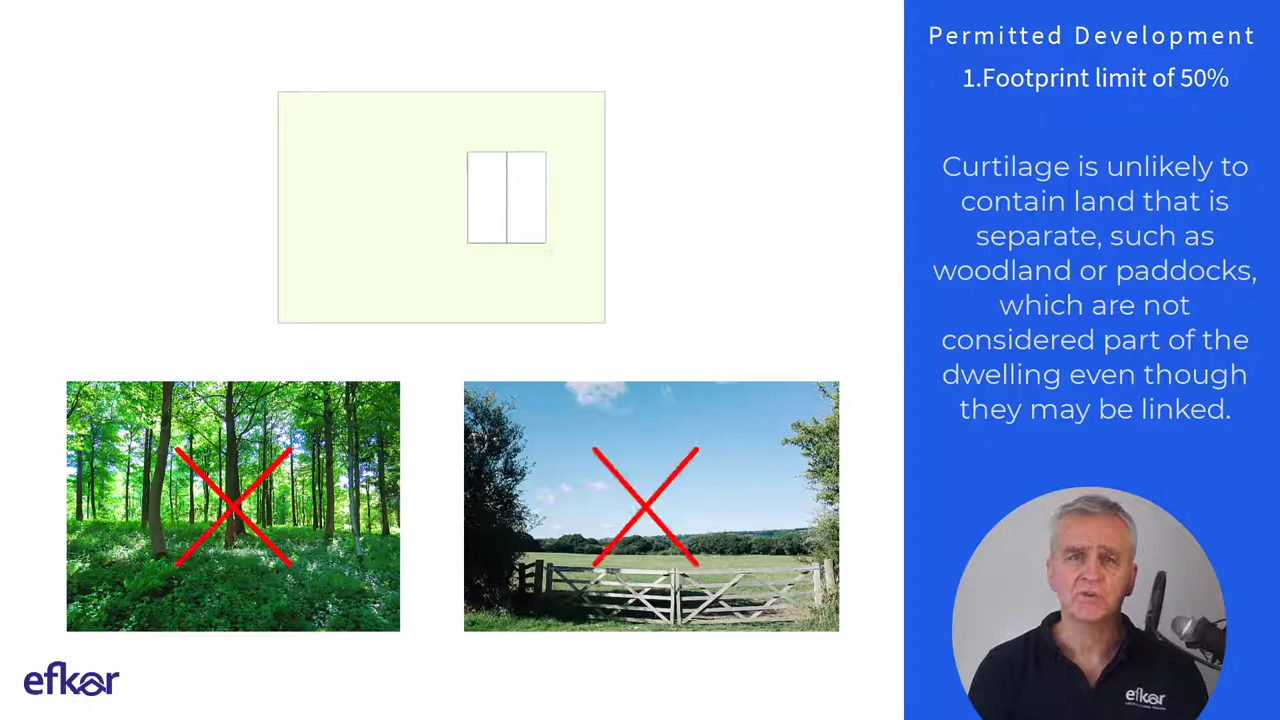 Permitted Development
1.Footprint limit of 50%
Curtilage is unlikely to
contain land that is
separate, such as
woodland or paddocks,
which are not
considered part of the
dwelling even though
they may be linked.
efkar
efkar